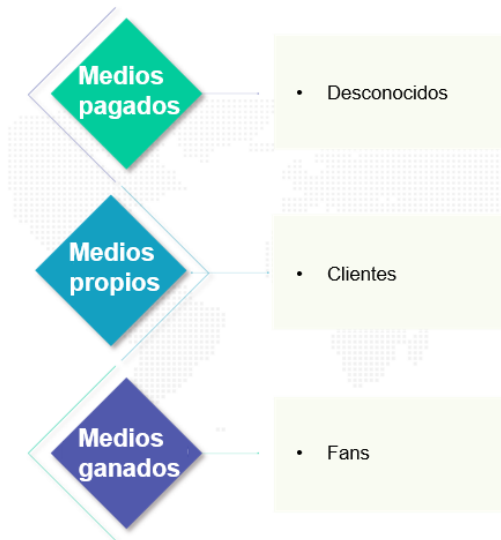 Medios
pagados
• Desconocidos
Medios
propios
• Clientes
Medios
ganados
• Fans